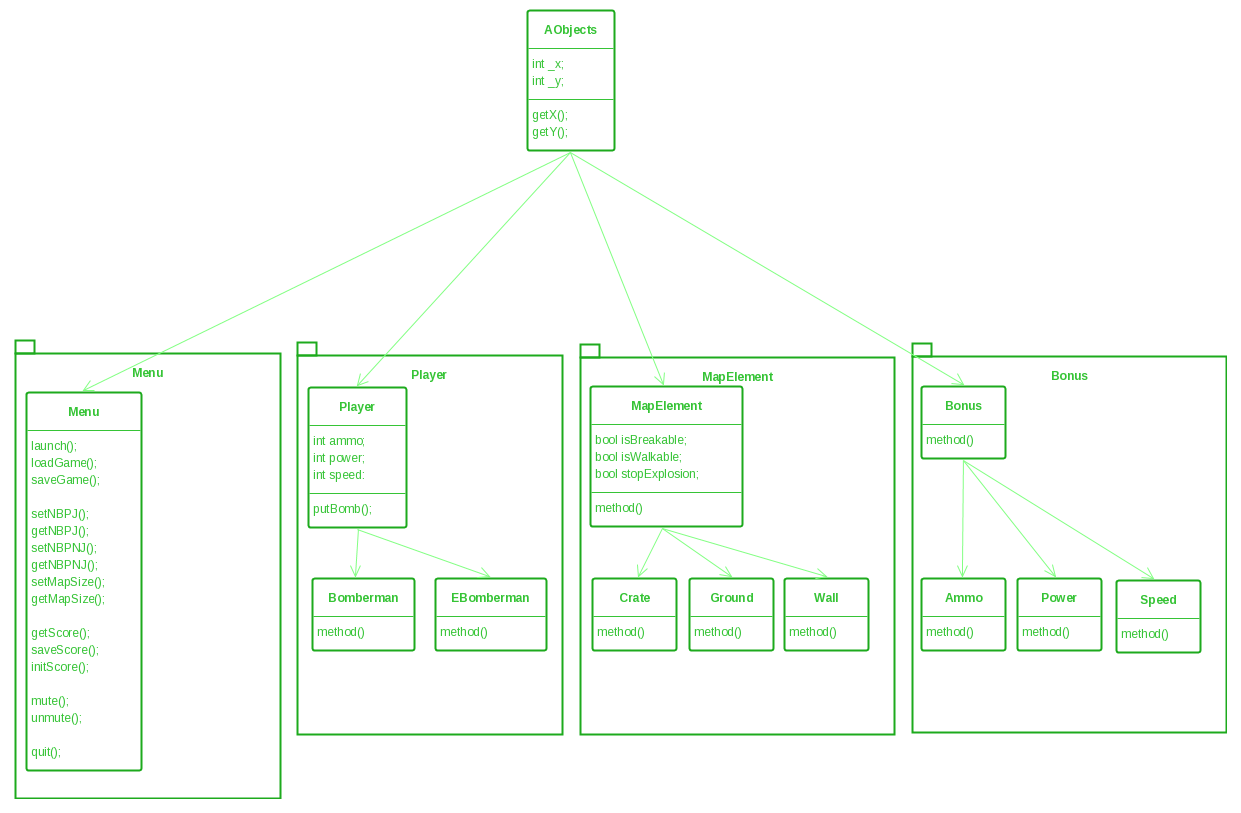 AObjects
int _x;
int _y;
getX();
getY();
Menu
Menu
launch();
loadGame();
saveGame();
setNBPJ();
getNBPJ();
setNBPNJ();
getNBPNJ();
setMapSize();
getMapSize();
getScore();
saveScore();
initScore();
mute();
unmute();
quit();
Player
Player
int ammo;
int power;
int speed:
putBomb();
Bomberman
method()
EBomberman
method()
MapElement
MapElement
bool isBreakable;
bool isWalkable;
bool stopExplosion;
method()
Crate
method()
Ground
method()
Wall
method()
Bonus
Bonus
method()
Ammo
method()
Power
method()
Speed
method()